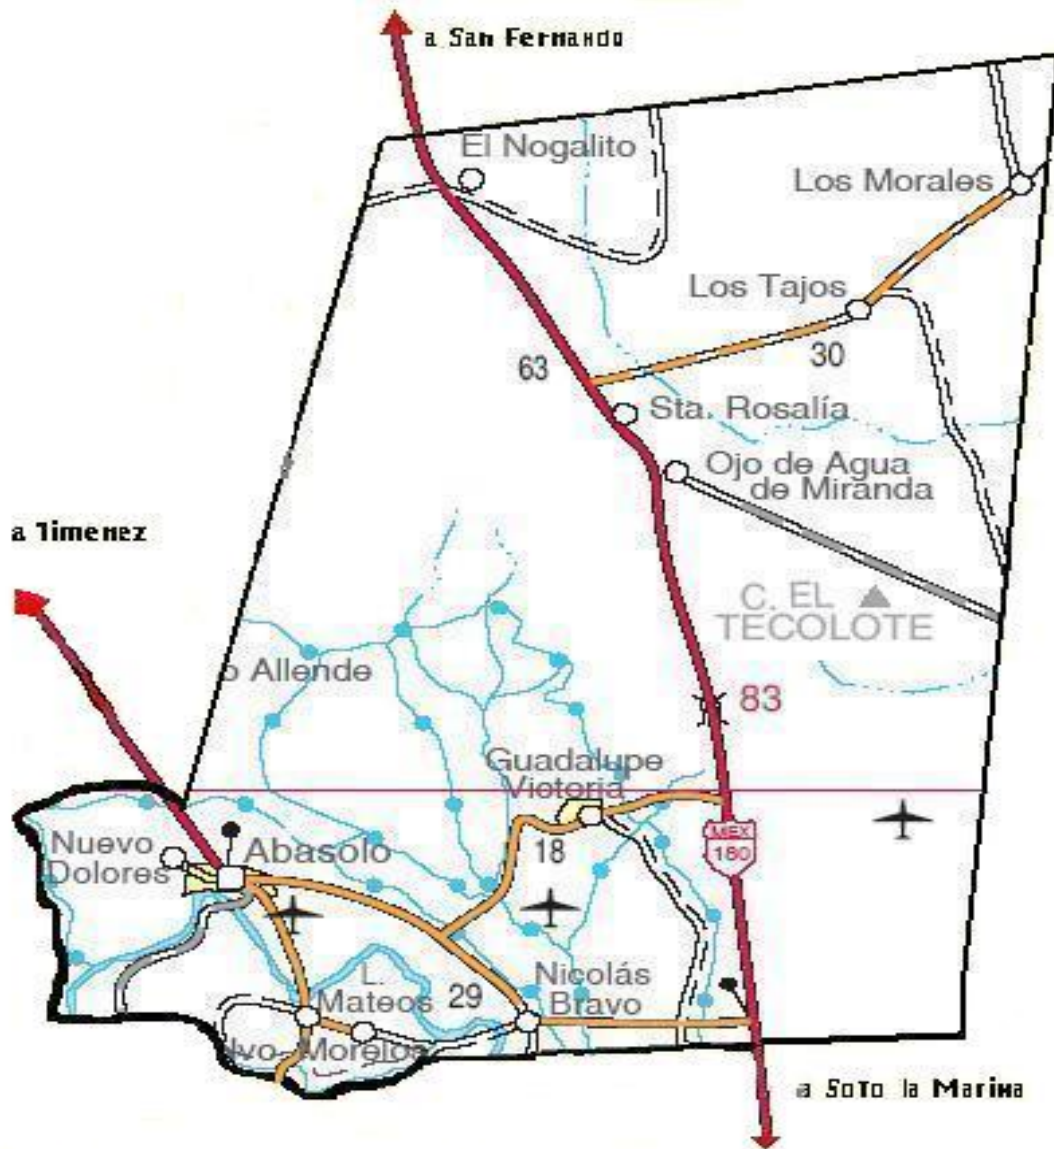 a San Fernando
El Nogalito
Los Morales
Los Tajos
30
63
Sta. Rosalía
Ojo de Agua
de Miranda
a Jimenez
C. EL
TECOLOTE
o Allende
83
Guadalupe
Victoria
MEX
180
Nuevo
Dolores
Abasolo
18
L.
Mateos
29
Nicolás
Bravo
Nvo. Morelos
a Soto la Marina